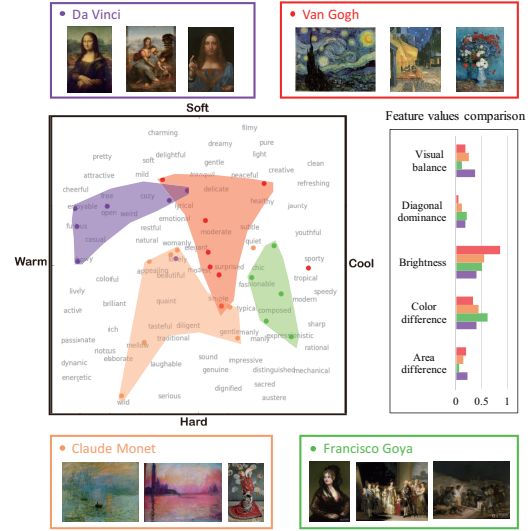 Da Vinci
Van Gogh
Soft
Feature values comparison
charming
filmy
dreamy
pure
pretty
delightful
light
soft
gentle
clean
attractive
mild
tranquil
peaceful
creative
refreshing
cheerful
free
cozy
delicate
enjoyable
open
weird
lyrical
healthy
jaunty
emotional
restful
moderate
subtle
youthful
casual
natural
womanly
quiet
elegant
Warm
Cool
lively
sporty
appealing
modest
surprised
chic
colorful
beautiful
fashionable
tropical
lively
speedy
brilliant
quaint
simple
modern
active
typical
composed
rich
tasteful
diligent
sharp
passionate
gentlemanly
manly
expressionistic
mellow
traditional
rational
riotous
elaborate
sound
impressive
dynamic
laughable
genuine
distinguished
mechanical
energetic
sacred
dignified
wild
serious
austere
Hard
Visual
balance
Diagonal
dominance
Brightness
Color
difference
Area
difference
0
0.5
1
Claude Monet
Francisco Goya